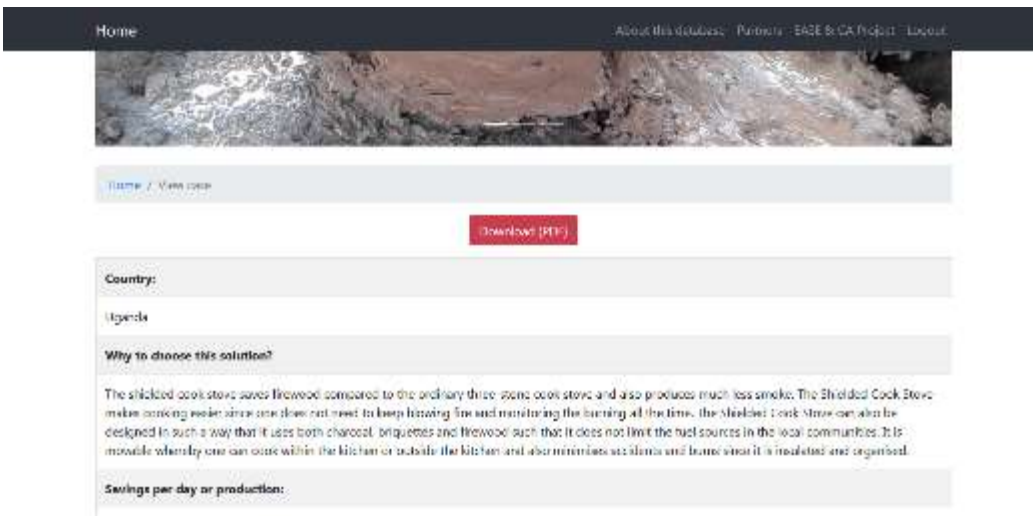 Home
About this database Partners EASE & CA Project Logout
Home / View case
Download (PDF)
Country:
Uganda
Why to choose this solution?
The shielded cook stove saves firewood compared to the ordinary three-stone cook stove and also produces much less smoke. The Shielded Cook Stove
makes cooking easier since one does not need to keep blowing fire and monitoring the burning all the time. The Shielded Cook Stove can also be
designed in such a way that it uses both charcoal, briquettes and firewood such that it does not limit the fuel sources in the local communities. It is
movable whereby one can cook within the kitchen or outside the kitchen and also minimises accidents and burns since it is insulated and organised.
Savings per day or production: